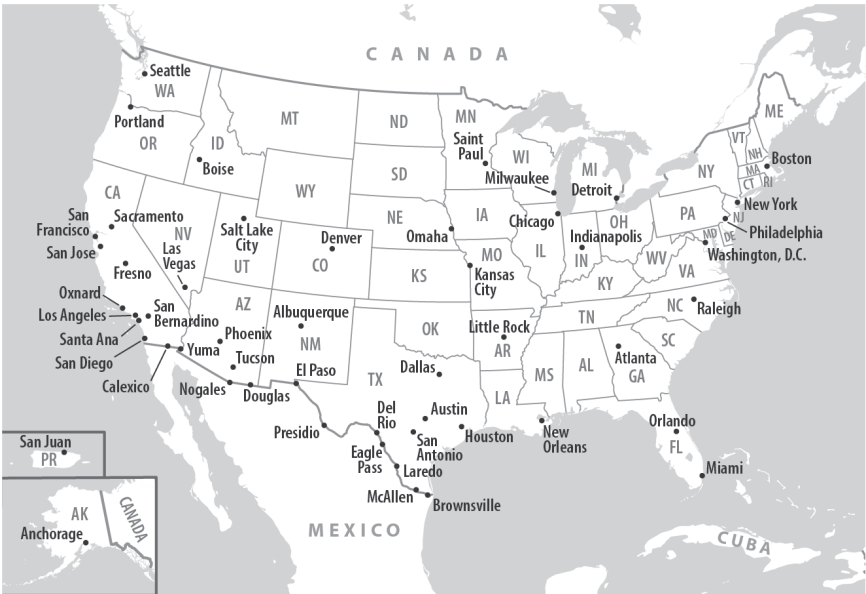 CANADA
Seattle
WA
Portland
OR
ID
Boise
MT
ND
MN
Saint
Paul
WI
Milwaukee
MI
Detroit
ME
VT
NH
NY
MA
Boston
CT
RI
New York
PA
NJ
Philadelphia
MD
DE
Washington, D.C.
SD
WY
CA
San
Francisco
Sacramento
San Jose
NV
Las
Vegas
Fresno
Salt Lake
City
UT
Denver
CO
NE
Omaha
IA
Chicago
IL
Indianapolis
IN
OH
KS
MO
Kansas
City
KY
WV
VA
Oxnard
Los Angeles
San
Bernardino
Santa Ana
San Diego
Calexico
Yuma
AZ
Phoenix
Tucson
Nogales
Douglas
Albuquerque
NM
El Paso
OK
Little Rock
AR
TN
NC
Raleigh
SC
Atlanta
GA
AL
MS
LA
TX
Dallas
Austin
Del
Rio
San
Antonio
Houston
New
Orleans
Presidio
Eagle
Pass
Laredo
McAllen
Brownsville
Orlando
FL
Miami
San Juan
PR
AK
CANADA
Anchorage
MEXICO
CUBA